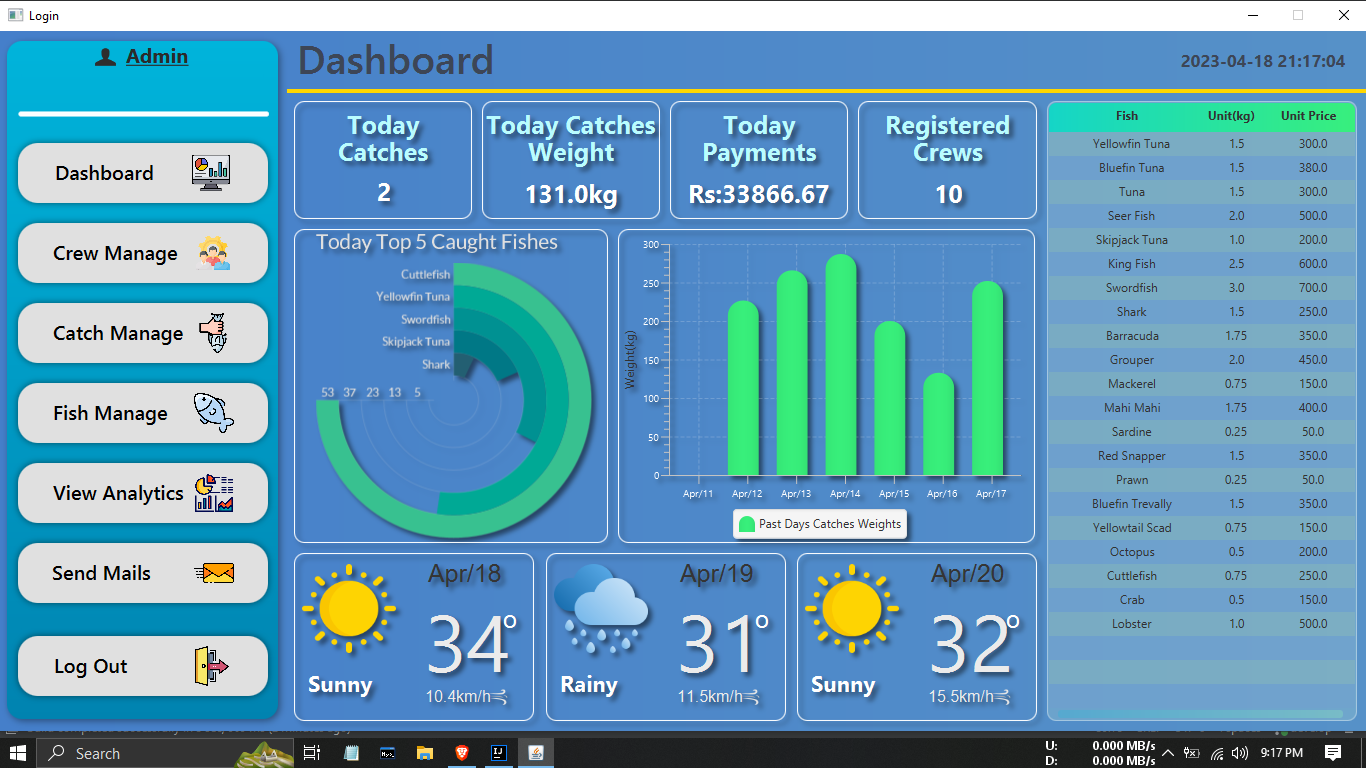 Login
Admin
Dashboard
Crew Manage
Catch Manage
Fish Manage
View Analytics
Send Mails
Log Out
Dashboard
2023-04-18 21:17:04
Today
Catches
2
Today Catches
Weight
131.0kg
Today
Payments
Rs:33866.67
Registered
Crews
10
Today Top 5 Caught Fishes
Cuttlefish
Yellowfin Tuna
Swordfish
Skipjack Tuna
Shark
53 37 23 13 5
Weight(kg)
300
250
200
150
100
50
0
Apr/11 Apr/12 Apr/13 Apr/14 Apr/15 Apr/16 Apr/17
Past Days Catches Weights
Apr/18
34°
Sunny
10.4km/h
Apr/19
31°
Rainy
11.5km/h
Apr/20
32°
Sunny
15.5km/h
Fish Unit(kg) Unit Price
Yellowfin Tuna 1.5 300.0
Bluefin Tuna 1.5 380.0
Tuna 1.5 300.0
Seer Fish 2.0 500.0
Skipjack Tuna 1.0 200.0
King Fish 2.5 600.0
Swordfish 3.0 700.0
Shark 1.5 250.0
Barracuda 1.75 350.0
Grouper 2.0 450.0
Mackerel 0.75 150.0
Mahi Mahi 1.75 400.0
Sardine 0.25 50.0
Red Snapper 1.5 350.0
Prawn 0.25 50.0
Bluefin Trevally 1.5 350.0
Yellowtail Scad 0.75 150.0
Octopus 0.5 200.0
Cuttlefish 0.75 250.0
Crab 0.5 150.0
Lobster 1.0 500.0
Search
U: 0.000 MB/s
D: 0.000 MB/s
9:17 PM